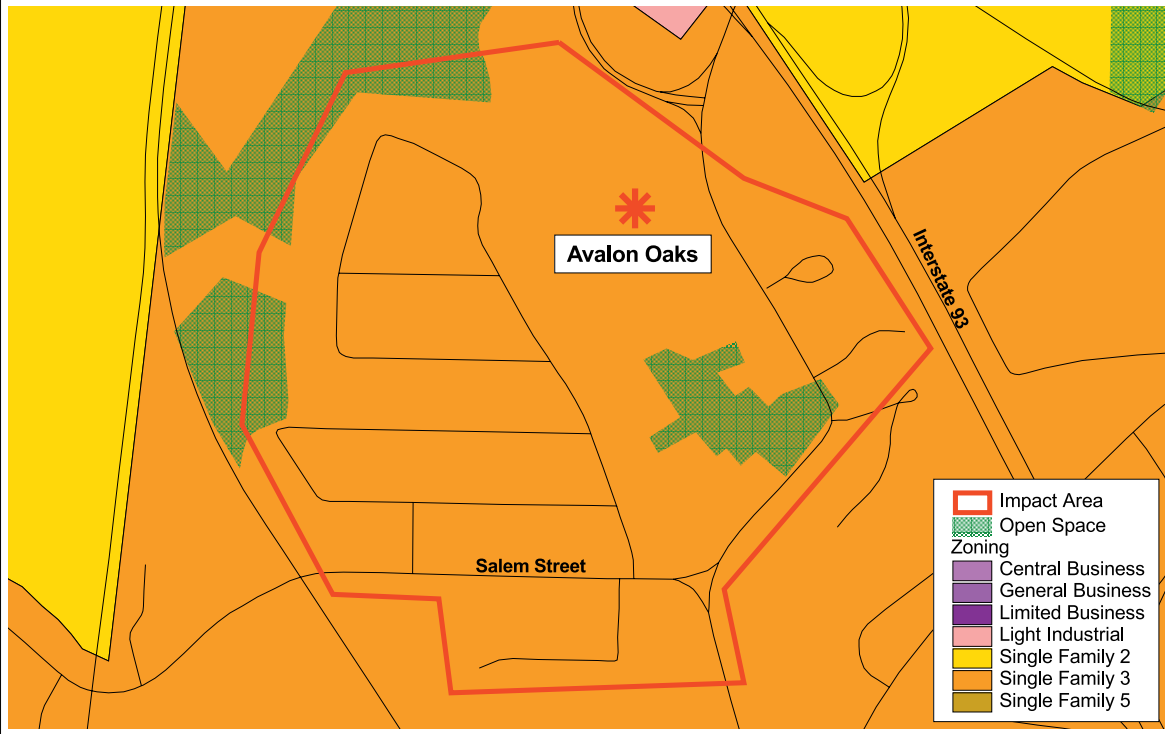 Avalon Oaks
Interstate 93
Salem Street
Impact Area
Open Space
Zoning
Central Business
General Business
Limited Business
Light Industrial
Single Family 2
Single Family 3
Single Family 5